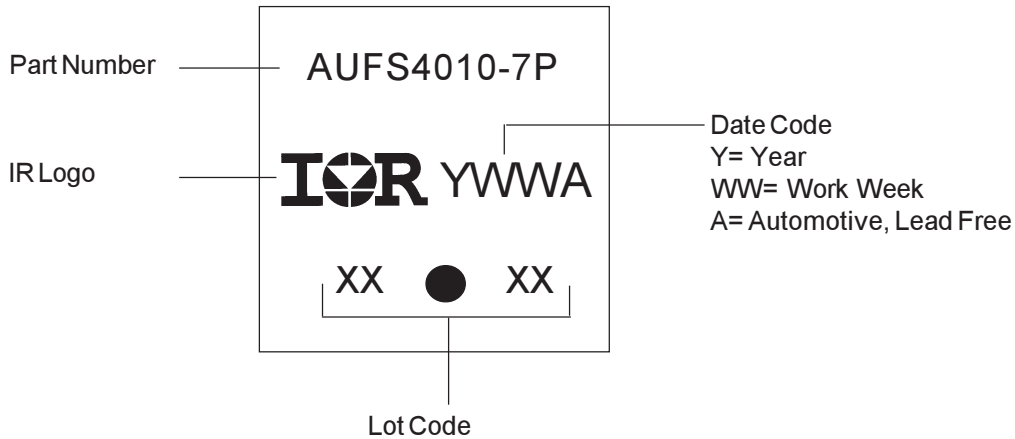 Part Number
AUFS4010-7P
IR Logo
IOR YWWA
Date Code
Y= Year
WW= Work Week
A= Automotive, Lead Free
XX XX
Lot Code